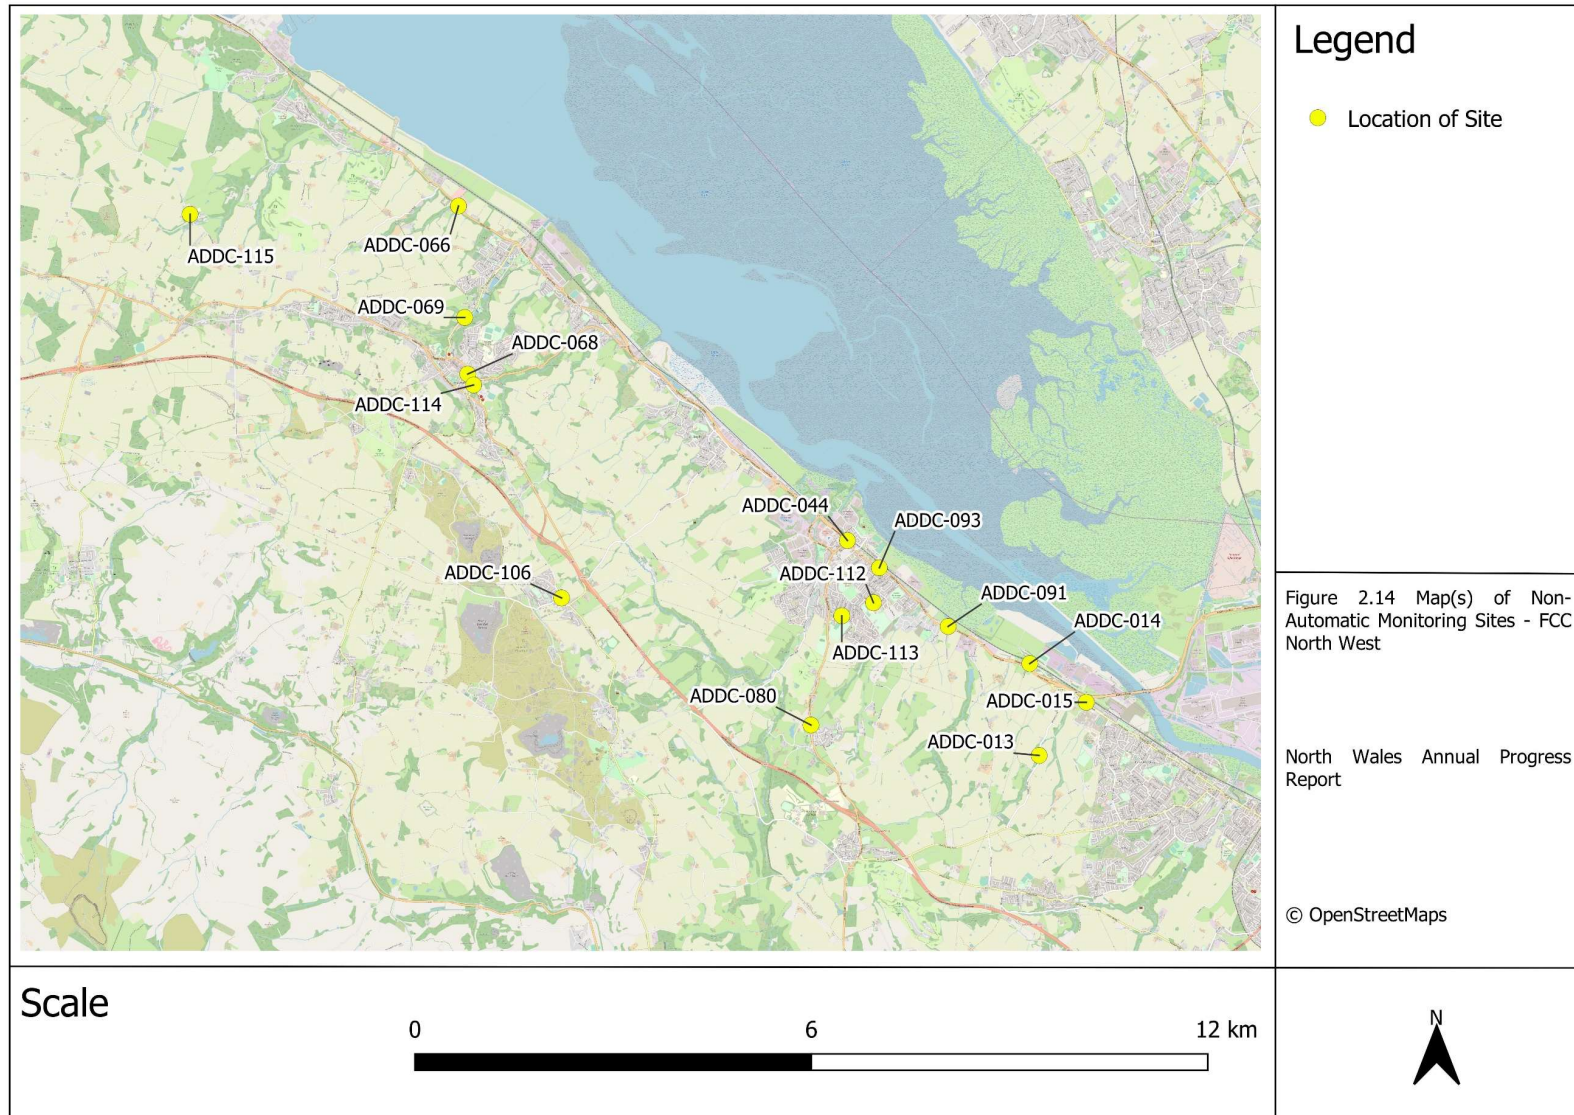 Legend
Location of Site
ADDC-115
ADDC-066
ADDC-069
ADDC-068
ADDC-114
ADDC-044
ADDC-093
ADDC-106
ADDC-112
ADDC-091
ADDC-014
ADDC-113
ADDC-080
ADDC-015
ADDC-013
Figure 2.14 Map(s) of Non-
Automatic Monitoring Sites - FCC
North West
North Wales Annual Progress
Report
© OpenStreetMaps
Scale
0 6 12 km
N